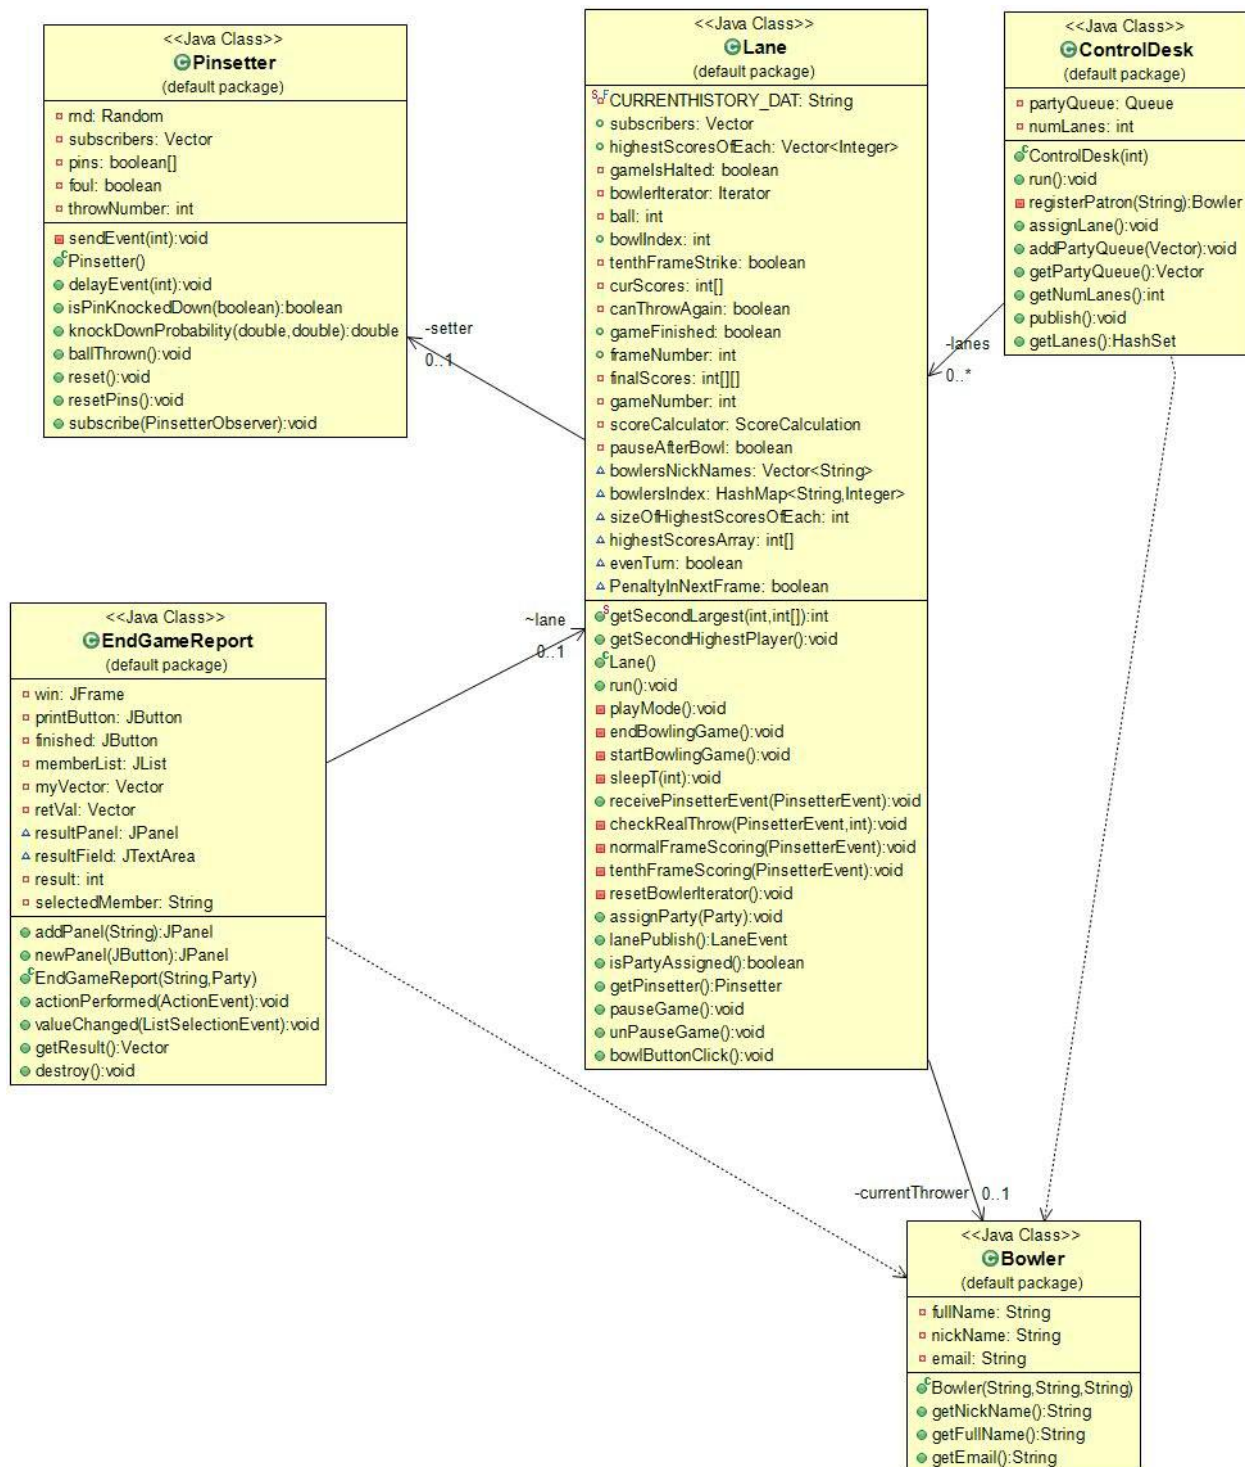 <<Java Class>>
Pinsetter
(default package)
rnd: Random
subscribers: Vector
pins: boolean[]
foul: boolean
throwNumber: int
sendEvent(int):void
Pinsetter()
delayEvent(int):void
isPinKnockedDown(boolean):boolean
knockDownProbability(double,double):double
ballThrown():void
reset():void
resetPins():void
subscribe(PinsetterObserver):void
-setter
0..1
<<Java Class>>
Lane
(default package)
CURRENTHISTORY_DAT: String
subscribers: Vector
highestScoresOfEach: Vector<Integer>
gameIsHalted: boolean
bowlerIterator: Iterator
ball: int
bowlIndex: int
tenthFrameStrike: boolean
curScores: int[]
canThrowAgain: boolean
gameFinished: boolean
frameNumber: int
finalScores: int[][]
gameNumber: int
scoreCalculator: ScoreCalculation
pauseAfterBowl: boolean
bowlersNickNames: Vector<String>
bowlersIndex: HashMap<String,Integer>
sizeOfHighestScoresOfEach: int
highestScoresArray: int[]
evenTurn: boolean
PenaltyInNextFrame: boolean
getSecondLargest(int,int[]):int
getSecondHighestPlayer():void
Lane()
run():void
playMode():void
endBowlingGame():void
startBowlingGame():void
sleepT(int):void
receivePinsetterEvent(PinsetterEvent):void
checkRealThrow(PinsetterEvent,int):void
normalFrameScoring(PinsetterEvent):void
tenthFrameScoring(PinsetterEvent):void
resetBowlerIterator():void
assignParty(Party):void
lanePublish():LaneEvent
isPartyAssigned():boolean
getPinsetter():Pinsetter
pauseGame():void
unPauseGame():void
bowlButtonClick():void
<<Java Class>>
ControlDesk
(default package)
partyQueue: Queue
numLanes: int
ControlDesk(int)
run():void
registerPatron(String):Bowler
assignLane():void
addPartyQueue(Vector):void
getPartyQueue():Vector
getNumLanes():int
publish():void
getLanes():HashSet
-lanes
0..*
<<Java Class>>
EndGameReport
(default package)
win: JFrame
printButton: JButton
finished: JButton
memberList: JList
myVector: Vector
retVal: Vector
resultPanel: JPanel
resultField: JTextArea
result: int
selectedMember: String
addPanel(String):JPanel
newPanel(JButton):JPanel
EndGameReport(String,Party)
actionPerformed(ActionEvent):void
valueChanged(ListSelectionEvent):void
getResult():Vector
destroy():void
~lane
0..1
-currentThrower
0..1
<<Java Class>>
Bowler
(default package)
fullName: String
nickName: String
email: String
Bowler(String,String,String)
getNickName():String
getFullName():String
getEmail():String